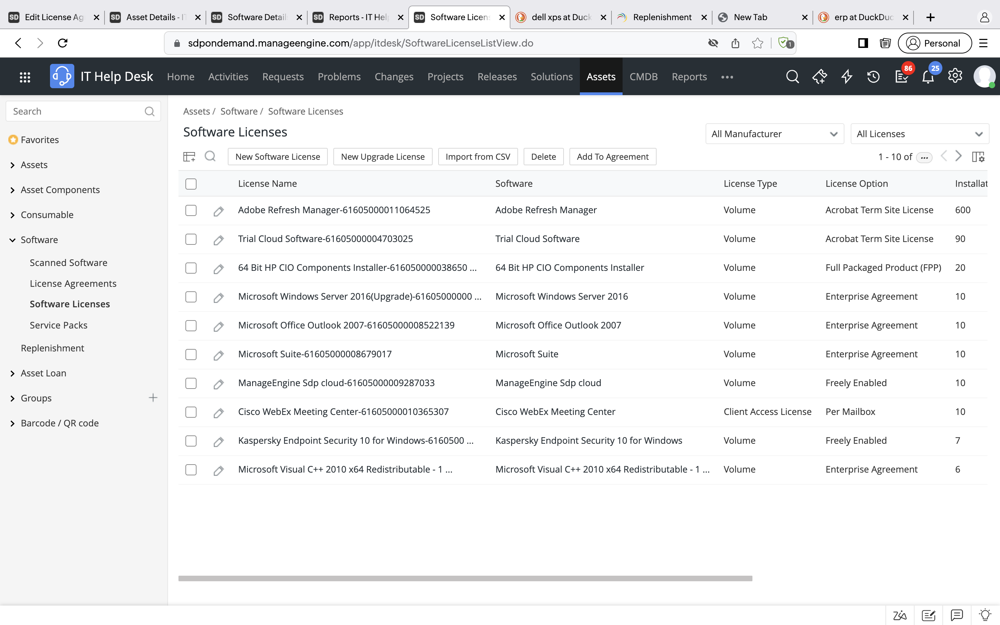 SD Edit License Ag
SD Asset Details - I
SD Software Detail
SD Reports - IT Hel
SD Software Licen
dell xps at Duck
Replenishment
New Tab
erp at DuckDuc
sdpondemand.manageengine.com/app/itdesk/SoftwareLicenseListView.do
1
Personal
IT Help Desk
Home
Activities
Requests
Problems
Changes
Projects
Releases
Solutions
Assets
CMDB
Reports
86
25
Search
Favorites
Assets
Asset Components
Consumable
Software
Scanned Software
License Agreements
Software Licenses
Service Packs
Replenishment
Asset Loan
Groups
Barcode / QR code
Assets / Software / Software Licenses
Software Licenses
All Manufacturer
All Licenses
New Software License
New Upgrade License
Import from CSV
Delete
Add To Agreement
1 - 10 of ...
License Name Software License Type License Option Installat
Adobe Refresh Manager-61605000011064525 Adobe Refresh Manager Volume Acrobat Term Site License 600
Trial Cloud Software-61605000004703025 Trial Cloud Software Volume Acrobat Term Site License 90
64 Bit HP CIO Components Installer-616050000038650 ... 64 Bit HP CIO Components Installer Volume Full Packaged Product (FPP) 20
Microsoft Windows Server 2016(Upgrade)-61605000000 ... Microsoft Windows Server 2016 Volume Enterprise Agreement 10
Microsoft Office Outlook 2007-61605000008522139 Microsoft Office Outlook 2007 Volume Enterprise Agreement 10
Microsoft Suite-61605000008679017 Microsoft Suite Volume Enterprise Agreement 10
ManageEngine Sdp cloud-61605000009287033 ManageEngine Sdp cloud Volume Freely Enabled 10
Cisco WebEx Meeting Center-61605000010365307 Cisco WebEx Meeting Center Client Access License Per Mailbox 10
Kaspersky Endpoint Security 10 for Windows-6160500 ... Kaspersky Endpoint Security 10 for Windows Volume Freely Enabled 7
Microsoft Visual C++ 2010 x64 Redistributable - 1 ... Microsoft Visual C++ 2010 x64 Redistributable - 1 ... Volume Enterprise Agreement 6